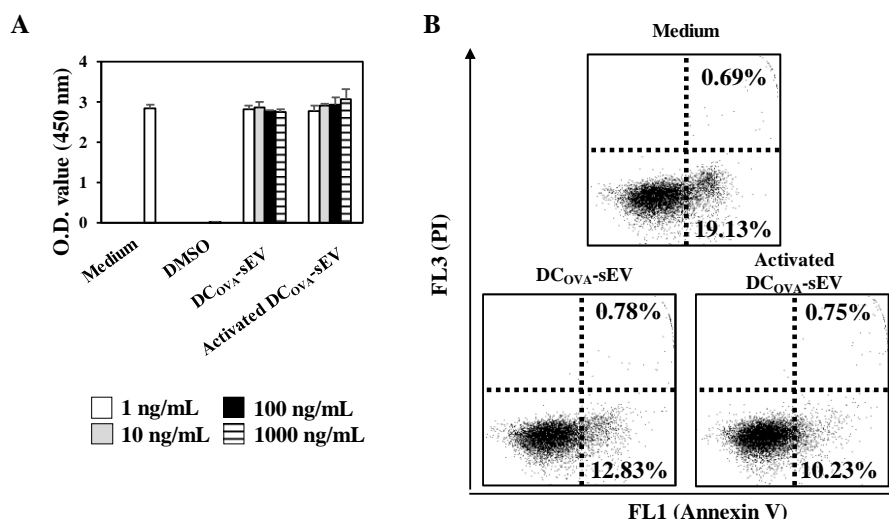 A
O.D. value (450 nm)
4
3
2
1
0
Medium
DMSO
DCOVA-sEV
Activated DCOVA-sEV
1 ng/mL
100 ng/mL
10 ng/mL
1000 ng/mL
B
Medium
0.69%
19.13%
FL3 (PI)
DCOVA-sEV
0.78%
12.83%
Activated
DCOVA-sEV
0.75%
10.23%
FL1 (Annexin V)